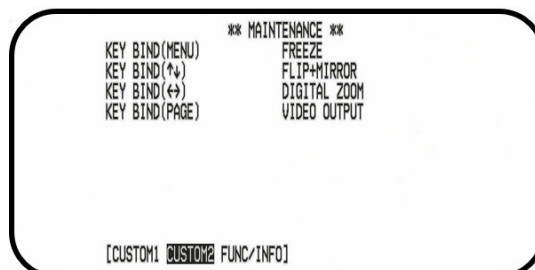 ** MAINTENANCE **
KEY BIND(MENU) FREEZE
KEY BIND(↑↓) FLIP+MIRROR
KEY BIND(↔) DIGITAL ZOOM
KEY BIND(PAGE) VIDEO OUTPUT
[CUSTOM1 CUSTOM2 FUNC/INFO]